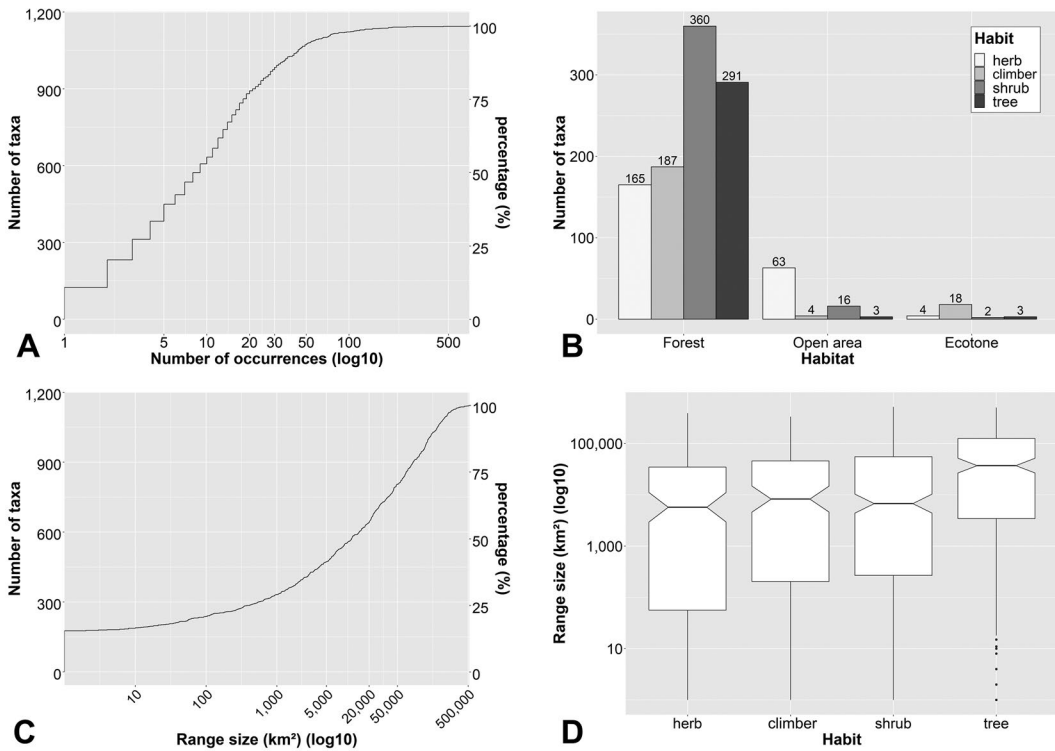 1,200
900
600
300
0
Number of taxa
100
75
50
25
0
percentage (%)
1
5
10
20
30
50
100
500
Number of occurrences (log10)
A
300
200
100
0
Number of taxa
165
187
360
291
63
4
16
3
4
18
2
3
Habit
herb
climber
shrub
tree
Forest
Open area
Ecotone
Habitat
B
1,200
900
600
300
0
Number of taxa
100
75
50
25
0
percentage (%)
10
100
1,000
5,000
20,000
50,000
500,000
Range size (km²) (log10)
C
100,000
1,000
10
Range size (km²) (log10)
herb
climber
shrub
tree
Habit
D